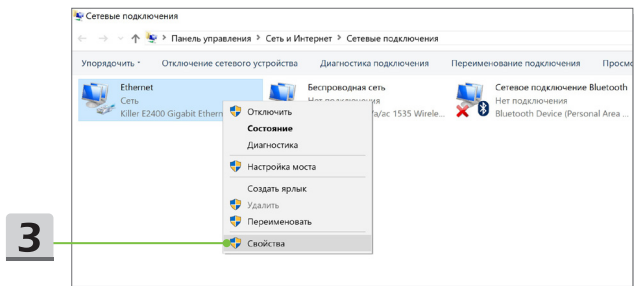 Сетевые подключения
Панель управления > Сеть и Интернет > Сетевые подключения
Упорядочить Отключение сетевого устройства Диагностика подключения Переименование подключения
Ethernet
Сеть
Killer E2400 Gigabit Ethern
Беспроводная сеть
Нет подключения
/a/ac 1535 Wirele...
Сетевое подключение Bluetooth
Нет подключения
Bluetooth Device (Personal Area ...
Отключить
Состояние
Диагностика
Настройка моста
Создать ярлык
Удалить
Переименовать
3
Свойства